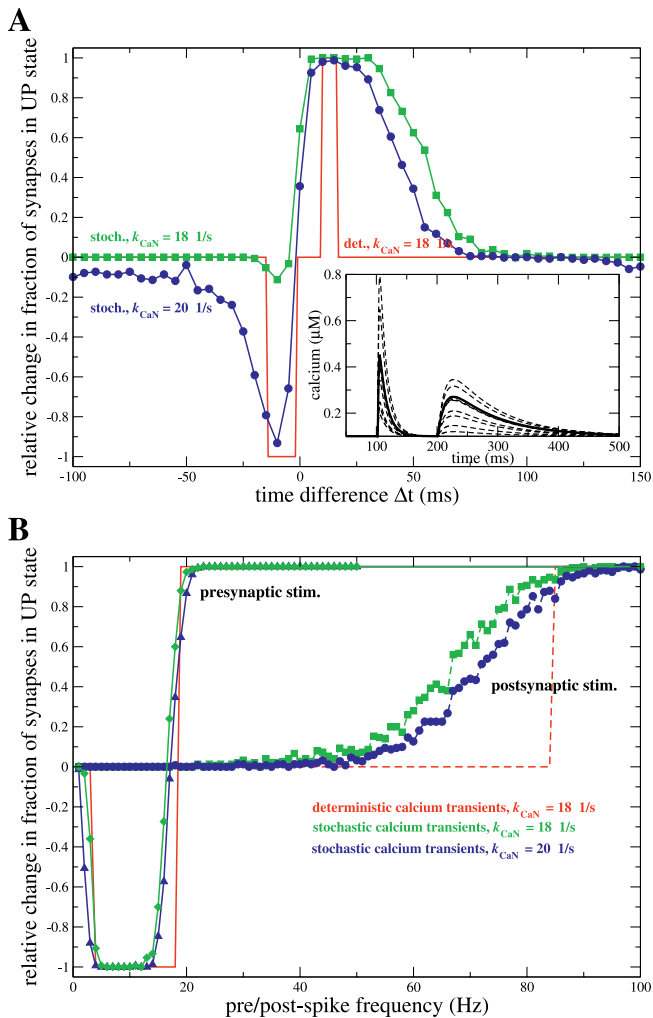 A
relative change in fraction of synapses in UP state
1
0.8
0.6
0.4
0.2
0
-0.2
-0.4
-0.6
-0.8
-1
stoch., kCaN = 18 1/s
stoch., kCaN = 20 1/s
det., kCaN = 18 1/s
calcium (µM)
0.8
0.6
0.4
0.2
100 200 300 400 500
time (ms)
-100 -50 0 50 100 150
time difference Δt (ms)
B
relative change in fraction of synapses in UP state
1
0.8
0.6
0.4
0.2
0
-0.2
-0.4
-0.6
-0.8
-1
presynaptic stim.
postsynaptic stim.
deterministic calcium transients, kCaN = 18 1/s
stochastic calcium transients, kCaN = 18 1/s
stochastic calcium transients, kCaN = 20 1/s
0 20 40 60 80 100
pre/post-spike frequency (Hz)